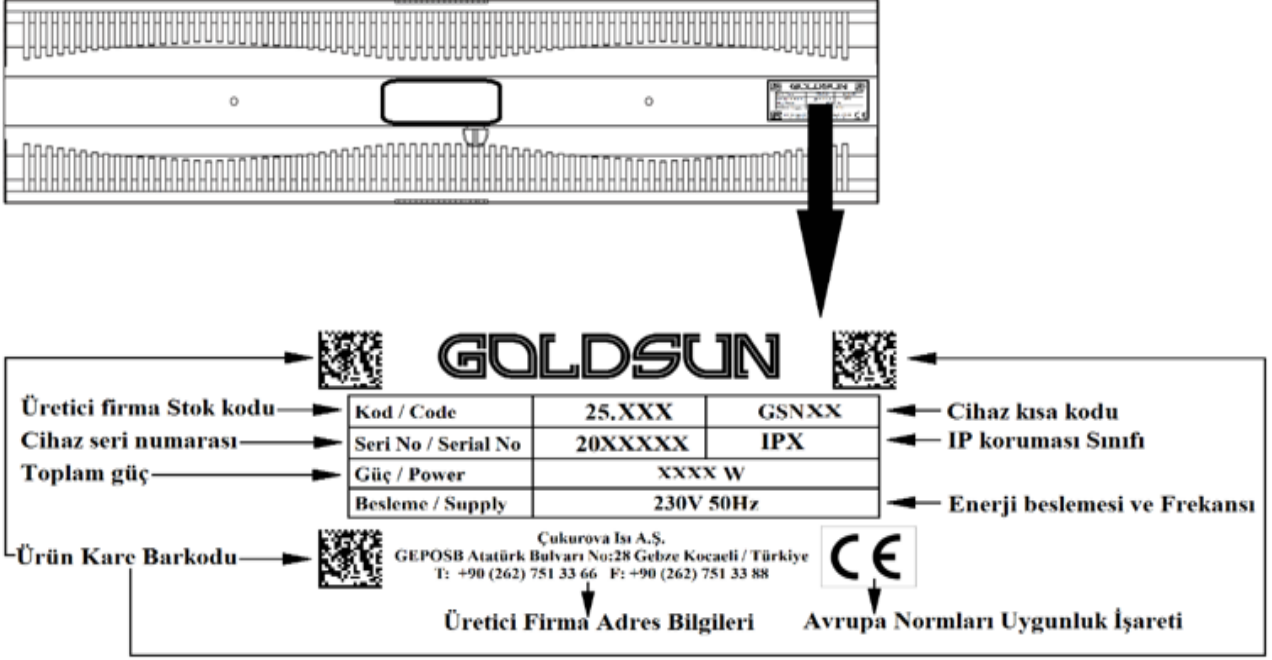 GOLDSUN
GOLDSUN
Üretici firma Stok kodu
Kod / Code 25.XXX GSNXX
Cihaz kısa kodu
Cihaz seri numarası
Seri No / Serial No 20XXXXX IPX
IP koruması Sınıfı
Toplam güç
Güç / Power XXXX W
Besleme / Supply 230V 50Hz
Enerji beslemesi ve Frekansı
Ürün Kare Barkodu
Çukurova Isı A.Ş.
GEPOSB Atatürk Bulvarı No:28 Gebze Kocaeli / Türkiye
T: +90 (262) 751 33 66 F: +90 (262) 751 33 88
CE
Üretici Firma Adres Bilgileri
Avrupa Normları Uygunluk İşareti